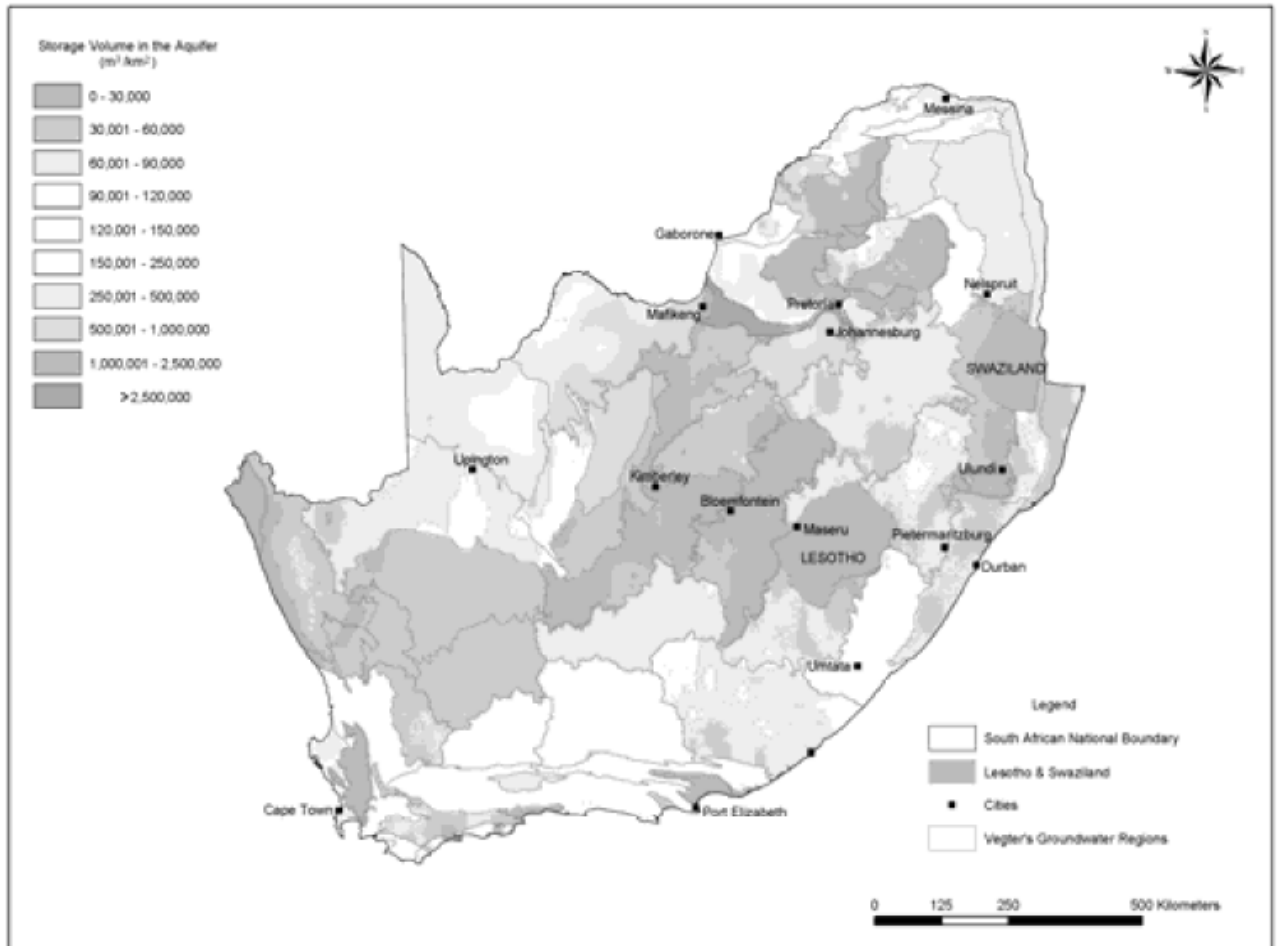 Storage Volume in the Aquifer
(m³/km²)
0 - 30,000
30,001 - 60,000
60,001 - 90,000
90,001 - 120,000
120,001 - 150,000
150,001 - 250,000
250,001 - 500,000
500,001 - 1,000,000
1,000,001 - 2,500,000
>2,500,000
N
W E
S
Messina
Gaborone
Nelspruit
Mafikeng
Pretoria
Johannesburg
SWAZILAND
Upington
Ulundi
Kimberley
Bloemfontein
Maseru
Pietermaritzburg
LESOTHO
Durban
Umtata
Cape Town
Port Elizabeth
Legend
South African National Boundary
Lesotho & Swaziland
Cities
Vegter's Groundwater Regions
0 125 250 500 Kilometers